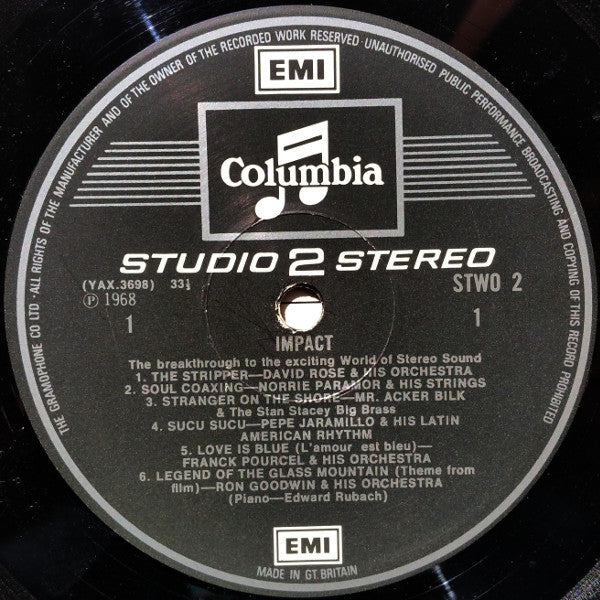 THE GRAMOPHONE CO LTD · ALL RIGHTS OF THE MANUFACTURER AND OF THE OWNER OF THE RECORDED WORK RESERVED · UNAUTHORISED PUBLIC PERFORMANCE BROADCASTING AND COPYING OF THIS RECORD PROHIBITED
EMI
Columbia
STUDIO 2 STEREO
(YAX.3698) 33⅓
STWO 2
Ⓟ 1968
1
1
IMPACT
The breakthrough to the exciting World of Stereo Sound
1. THE STRIPPER—DAVID ROSE & HIS ORCHESTRA
2. SOUL COAXING—NORRIE PARAMOR & HIS STRINGS
3. STRANGER ON THE SHORE—MR. ACKER BILK
& The Stan Stacey Big Brass
4. SUCU SUCU—PEPE JARAMILLO & HIS LATIN
AMERICAN RHYTHM
5. LOVE IS BLUE (L'amour est bleu)—
FRANCK POURCEL & HIS ORCHESTRA
6. LEGEND OF THE GLASS MOUNTAIN (Theme from
film)—RON GOODWIN & HIS ORCHESTRA
(Piano—Edward Rubach)
EMI
MADE IN GT. BRITAIN